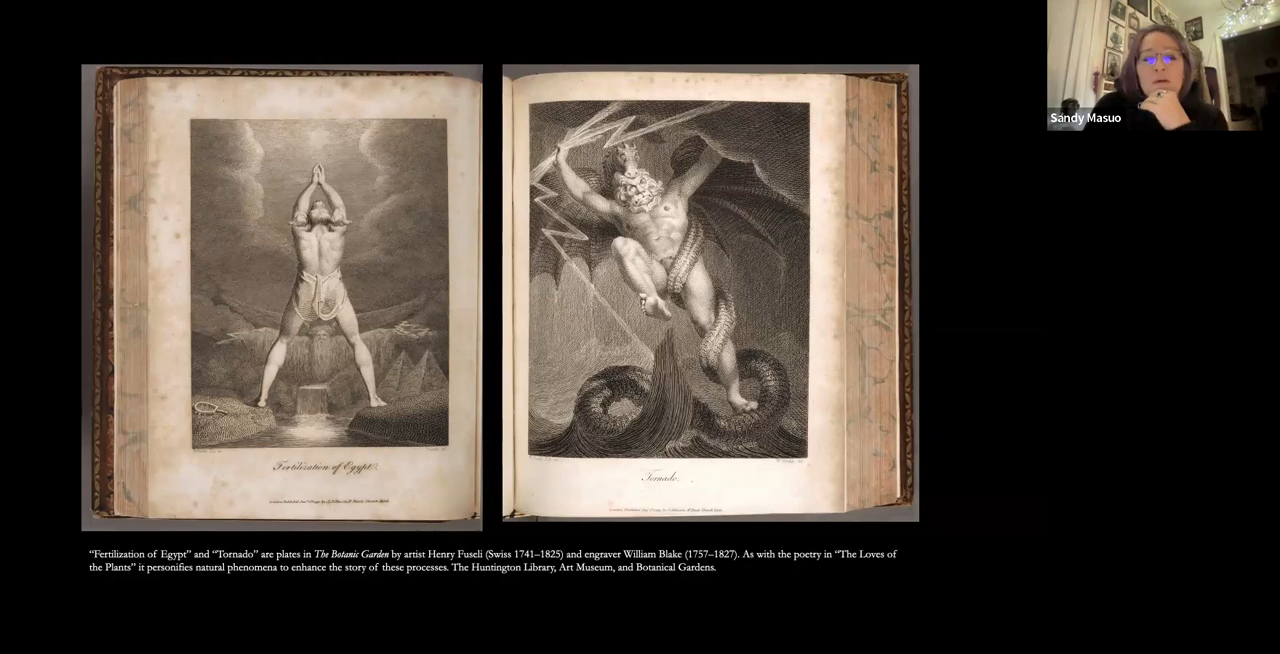 Sandy Masuo
Fertilization of Egypt.
Tornado.
“Fertilization of Egypt” and “Tornado” are plates in The Botanic Garden by artist Henry Fuseli (Swiss 1741–1825) and engraver William Blake (1757–1827). As with the poetry in “The Loves of
the Plants” it personifies natural phenomena to enhance the story of these processes. The Huntington Library, Art Museum, and Botanical Gardens.